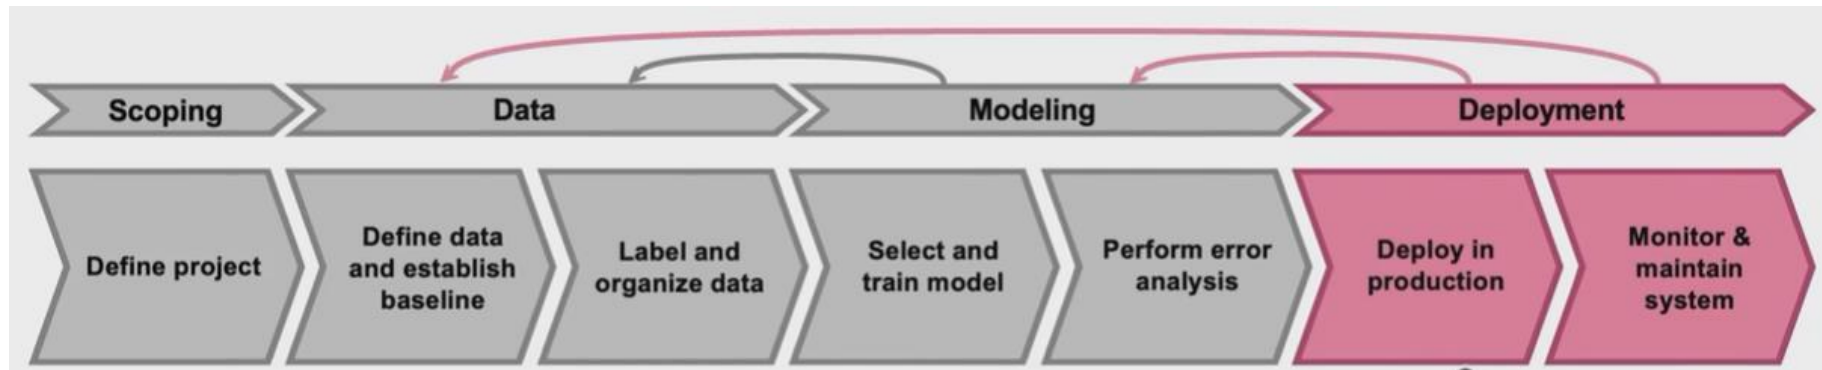 Scoping
Data
Modeling
Deployment
Define project
Define data
and establish
baseline
Label and
organize data
Select and
train model
Perform error
analysis
Deploy in
production
Monitor &
maintain
system